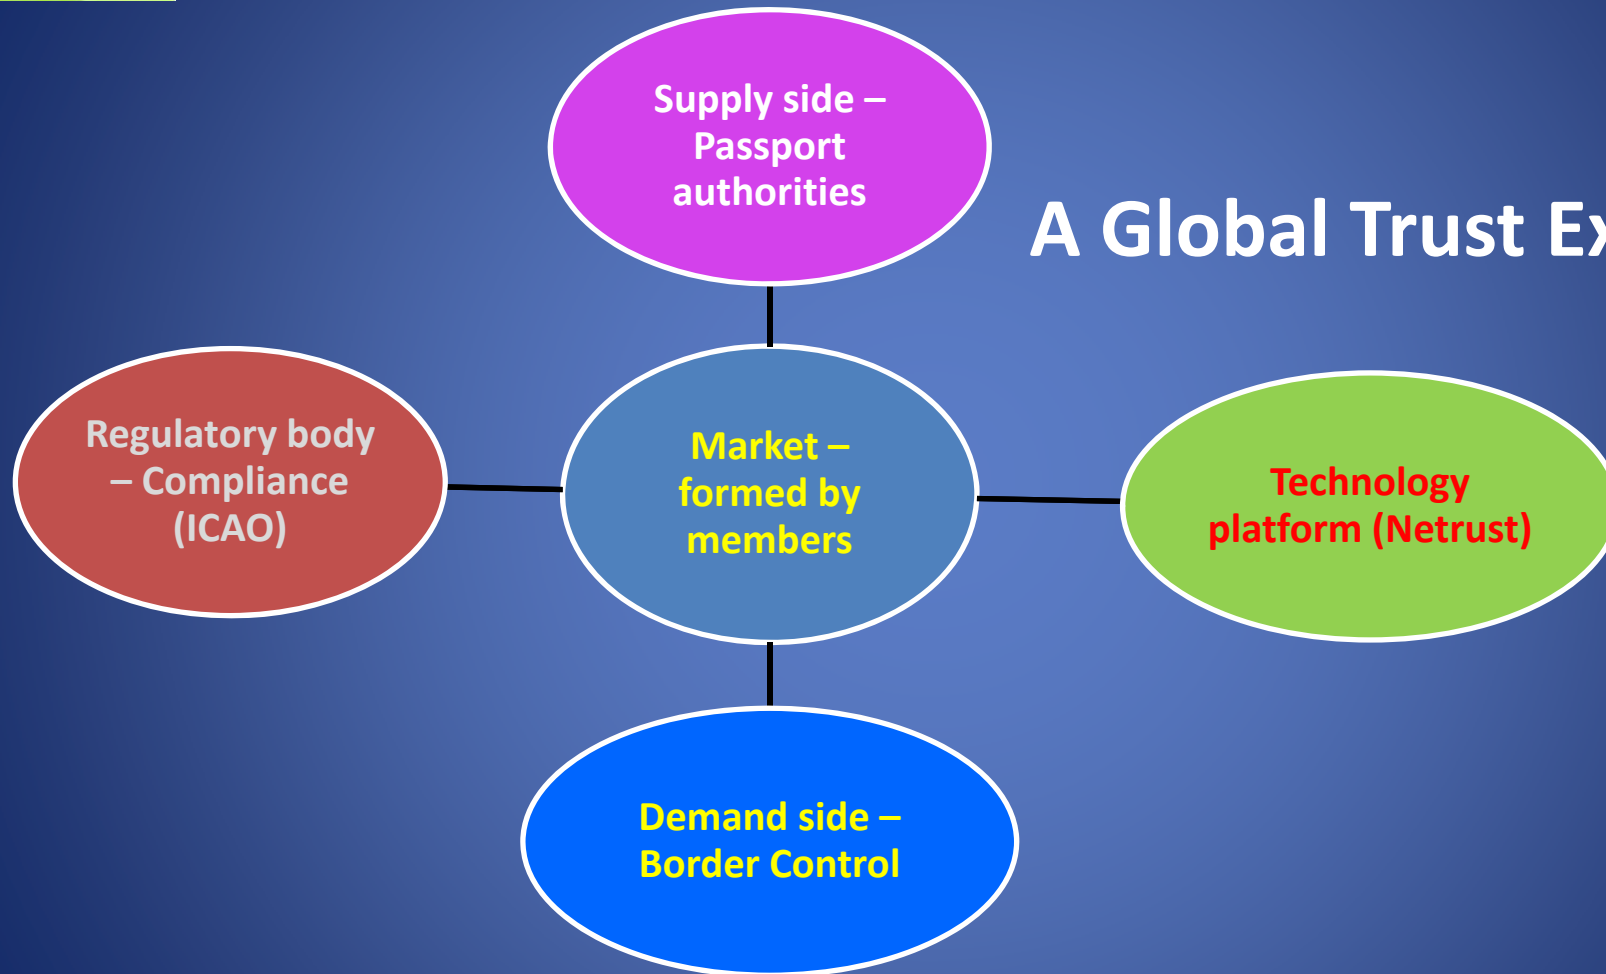 Supply side –
Passport
authorities
A Global Trust Ex
Regulatory body
– Compliance
(ICAO)
Market –
formed by
members
Technology
platform (Netrust)
Demand side –
Border Control